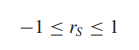 −1 ≤ r_S ≤ 1